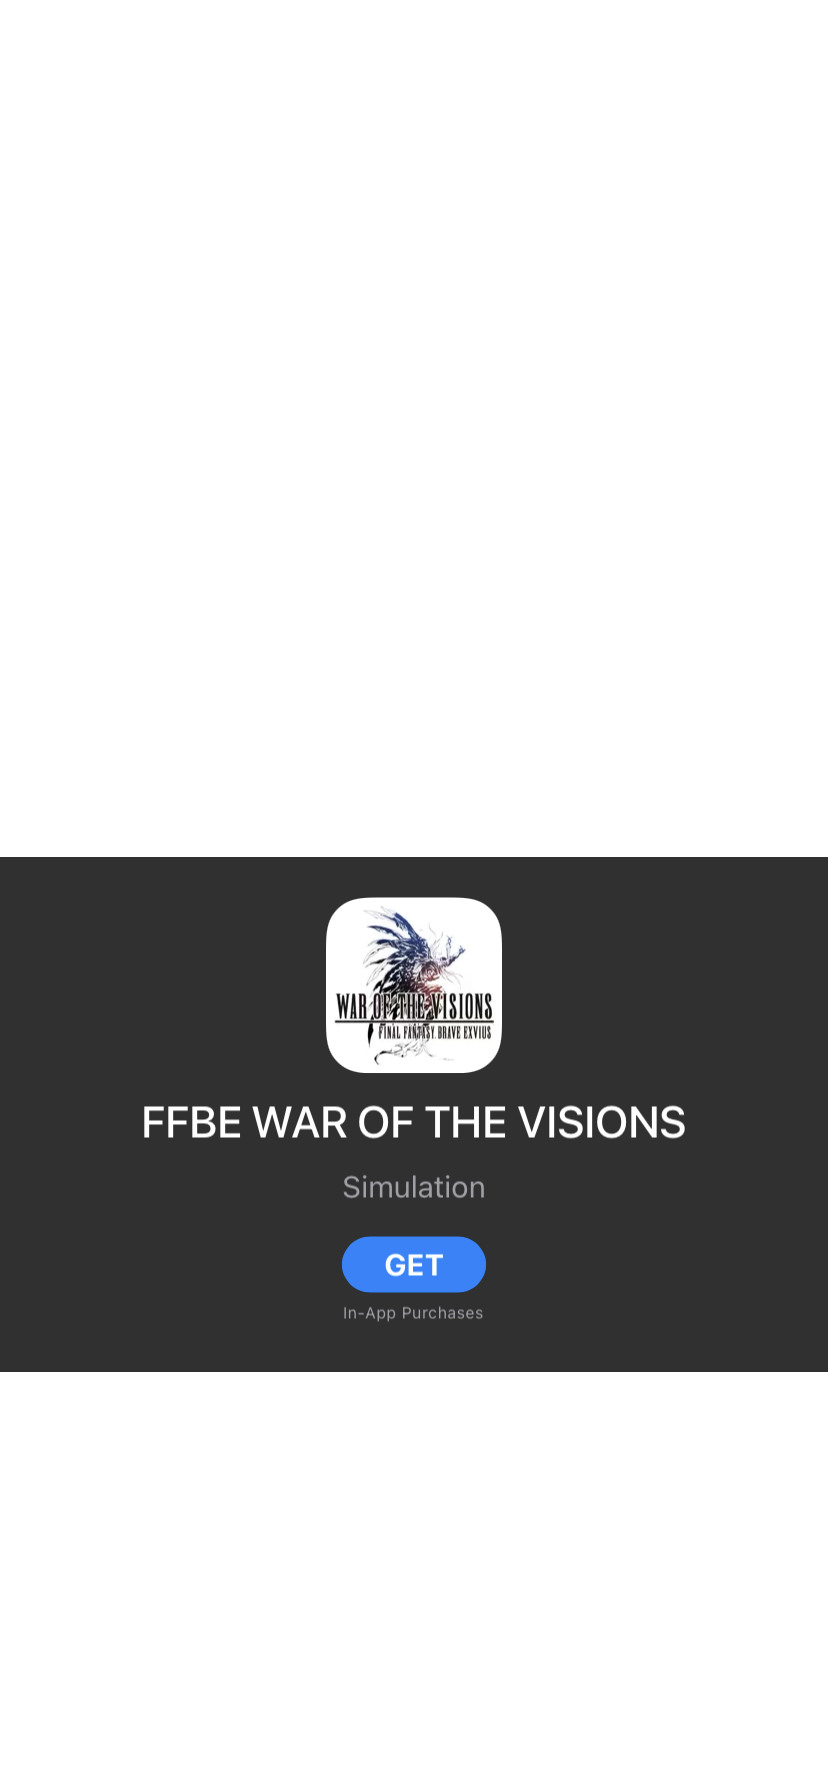 WAR OF THE VISIONS
FINAL FANTASY BRAVE EXVIUS
FFBE WAR OF THE VISIONS
Simulation
GET
In-App Purchases